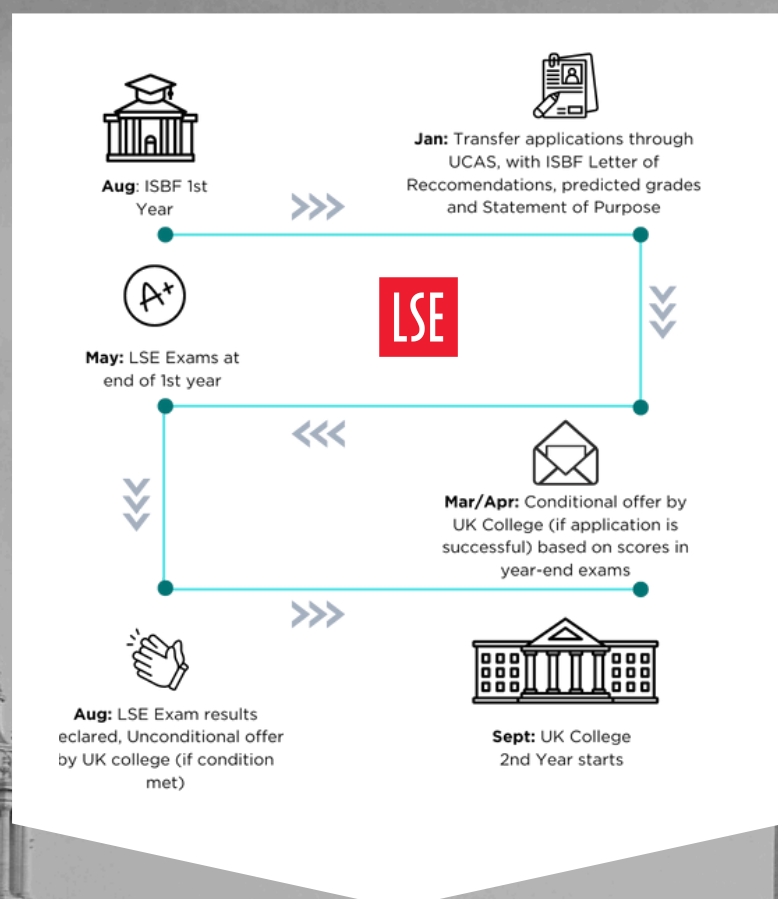 Aug: ISBF 1st
Year
Jan: Transfer applications through
UCAS, with ISBF Letter of
Reccomendations, predicted grades
and Statement of Purpose
LSE
A+
May: LSE Exams at
end of 1st year
Mar/Apr: Conditional offer by
UK College (if application is
successful) based on scores in
year-end exams
Aug: LSE Exam results
eclared, Unconditional offer
by UK college (if condition
met)
Sept: UK College
2nd Year starts